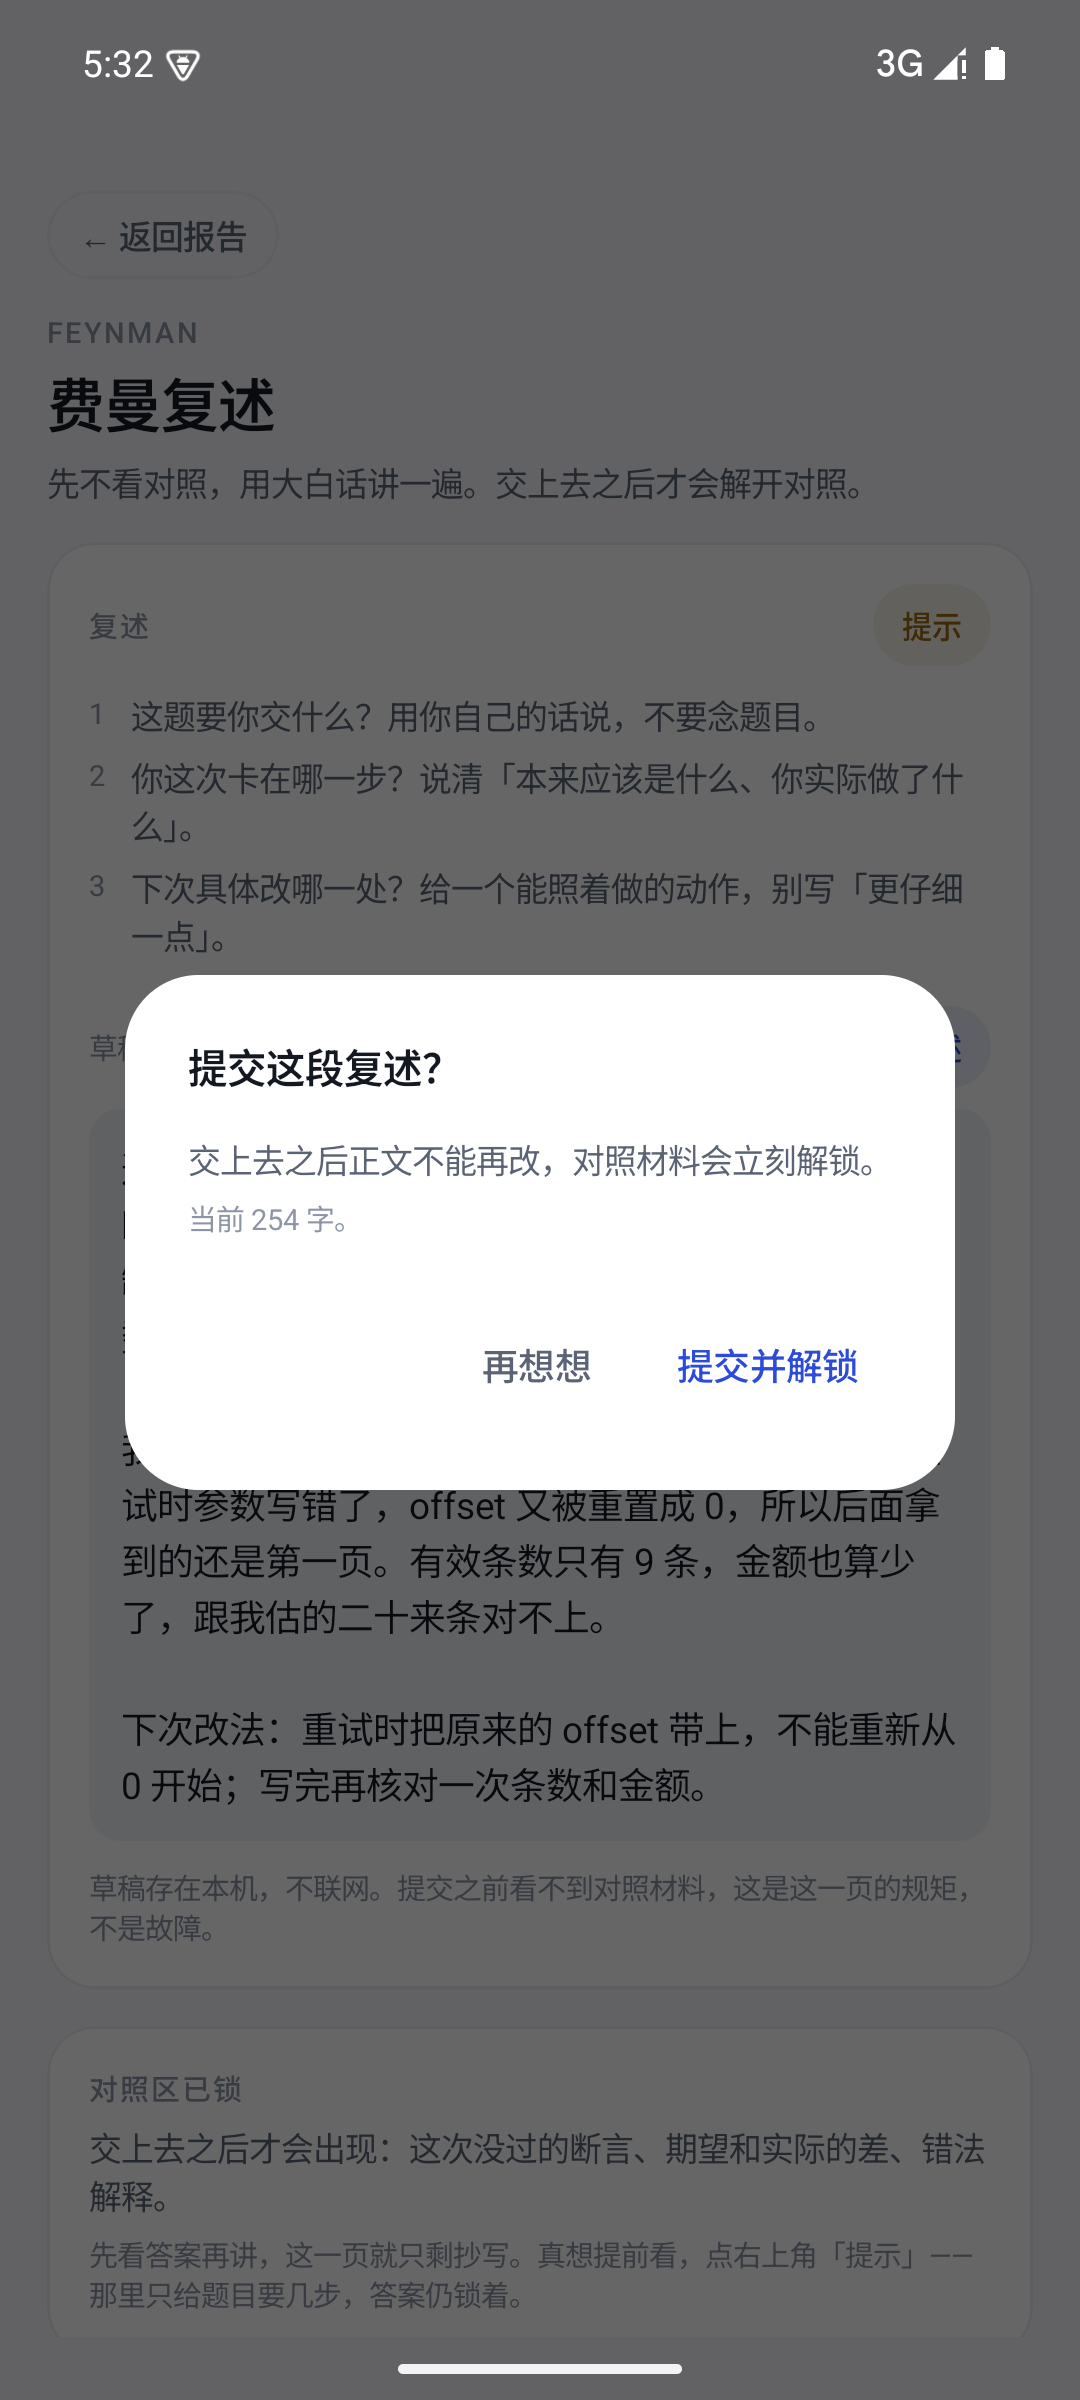 5:32
3G
← 返回报告
FEYNMAN
费曼复述
先不看对照，用大白话讲一遍。交上去之后才会解开对照。
复述
提示
1 这题要你交什么？用你自己的话说，不要念题目。
2 你这次卡在哪一步？说清「本来应该是什么、你实际做了什
么」。
3 下次具体改哪一处？给一个能照着做的动作，别写「更仔细
一点」。
提交这段复述？
交上去之后正文不能再改，对照材料会立刻解锁。
当前 254 字。
再想想
提交并解锁
试时参数写错了，offset 又被重置成 0，所以后面拿
到的还是第一页。有效条数只有 9 条，金额也算少
了，跟我估的二十来条对不上。
下次改法：重试时把原来的 offset 带上，不能重新从
0 开始；写完再核对一次条数和金额。
草稿存在本机，不联网。提交之前看不到对照材料，这是这一页的规矩，
不是故障。
对照区已锁
交上去之后才会出现：这次没过的断言、期望和实际的差、错法
解释。
先看答案再讲，这一页就只剩抄写。真想提前看，点右上角「提示」——
那里只给题目要几步，答案仍锁着。